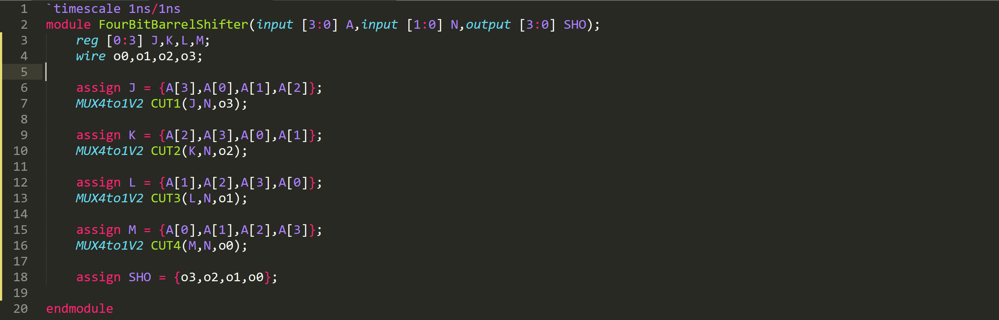 1 `timescale 1ns/1ns
2 module FourBitBarrelShifter(input [3:0] A,input [1:0] N,output [3:0] SHO);
3     reg [0:3] J,K,L,M;
4     wire o0,o1,o2,o3;
5
6     assign J = {A[3],A[0],A[1],A[2]};
7     MUX4to1V2 CUT1(J,N,o3);
8
9     assign K = {A[2],A[3],A[0],A[1]};
10     MUX4to1V2 CUT2(K,N,o2);
11
12     assign L = {A[1],A[2],A[3],A[0]};
13     MUX4to1V2 CUT3(L,N,o1);
14
15     assign M = {A[0],A[1],A[2],A[3]};
16     MUX4to1V2 CUT4(M,N,o0);
17
18     assign SHO = {o3,o2,o1,o0};
19
20 endmodule